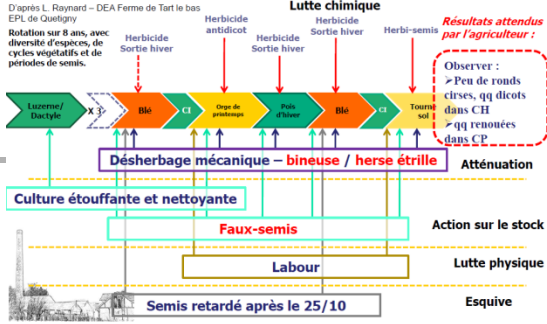 D'après L. Raynard – DEA Ferme de Tart le bas
EPL de Quetigny
Rotation sur 8 ans, avec
diversité d'espèces, de
cycles végétatifs et de
périodes de semis.
Lutte chimique
Herbicide
Sortie hiver
Herbicide
antidicot
Herbicide
Sortie hiver
Herbicide
Sortie hiver
Herbi-semis
Résultats attendus
par l'agriculteur :
Observer :
➢Peu de ronds
cirses, qq dicots
dans CH
➢qq renouées
dans CP
Luzerne/
Dactyle
X 3
Blé
CI
Orge de
printemps
Pois
d'hiver
Blé
CI
Tourn
sol
Désherbage mécanique – bineuse / herse étrille
Atténuation
Culture étouffante et nettoyante
Faux-semis
Action sur le stock
Labour
Lutte physique
Semis retardé après le 25/10
Esquive